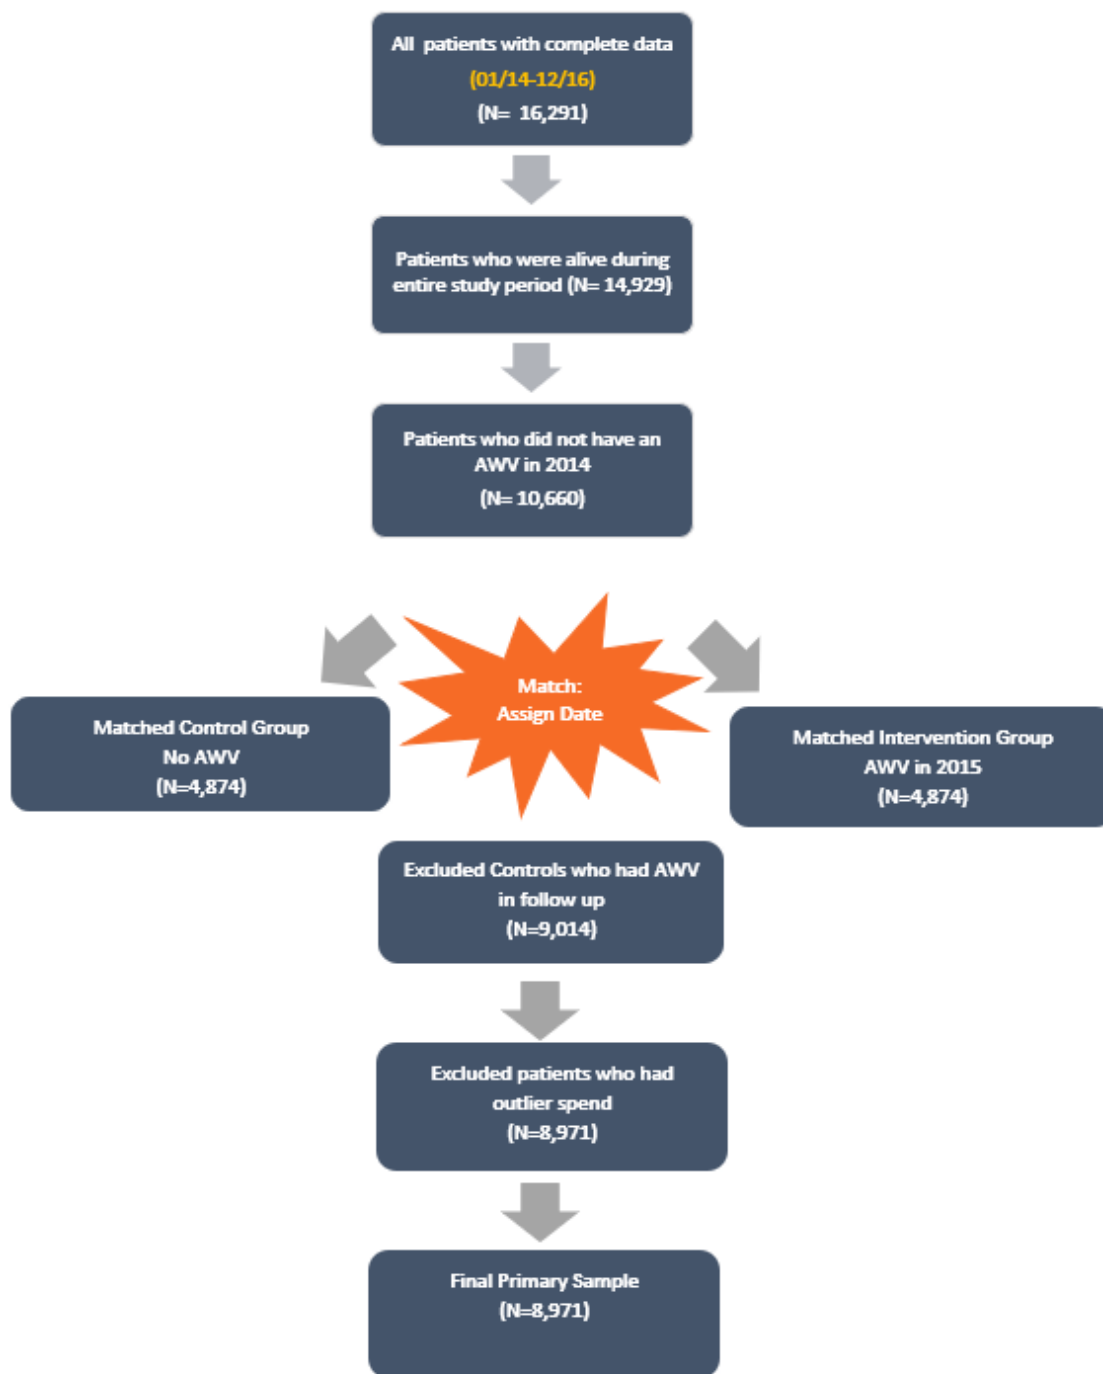 All patients with complete data
(01/14-12/16)
(N= 16,291)
Patients who were alive during
entire study period (N= 14,929)
Patients who did not have an
AWV in 2014
(N= 10,660)
Match:
Assign Date
Matched Control Group
No AWV
(N=4,874)
Matched Intervention Group
AWV in 2015
(N=4,874)
Excluded Controls who had AWV
in follow up
(N=9,014)
Excluded patients who had
outlier spend
(N=8,971)
Final Primary Sample
(N=8,971)